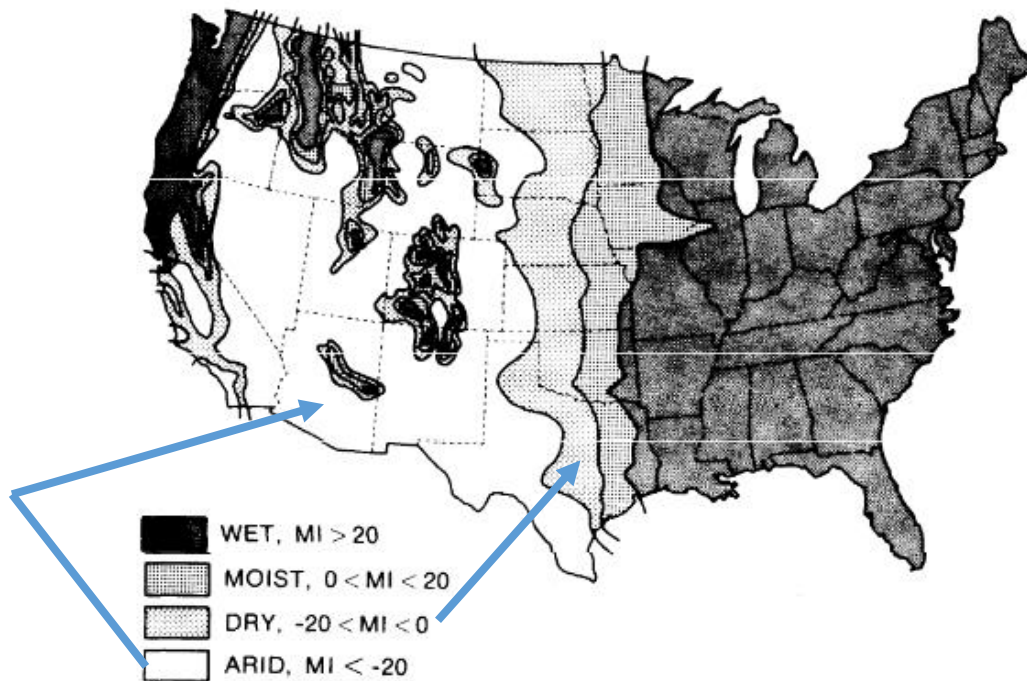 WET, MI > 20
MOIST, 0 < MI < 20
DRY, -20 < MI < 0
ARID, MI < -20